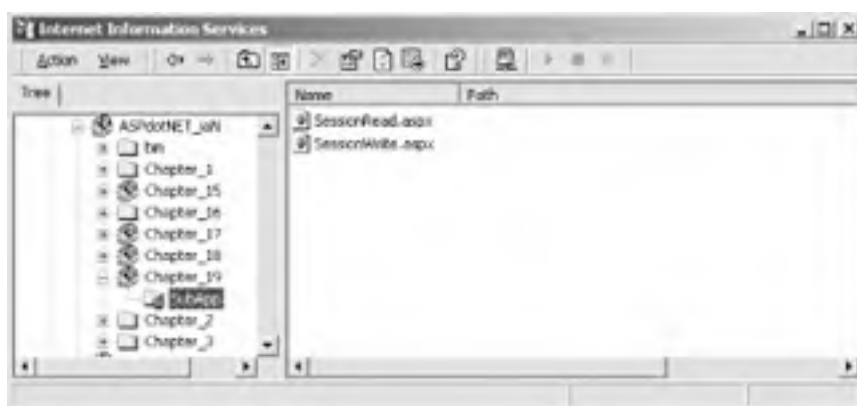 Internet Information Services
Action View
Tree
Name Path
ASPdotNET_iaN
bin
Chapter_1
Chapter_15
Chapter_16
Chapter_17
Chapter_18
Chapter_19
SubApp
Chapter_2
Chapter_3
SessionRead.aspx
SessionWrite.aspx